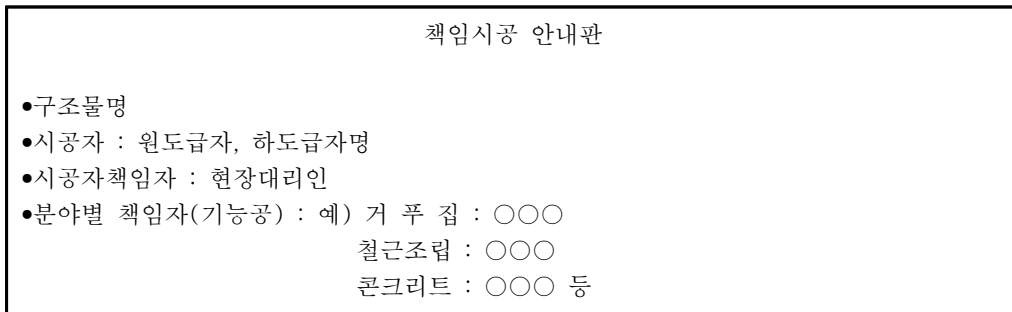 책임시공 안내판
●구조물명
●시공자 : 원도급자, 하도급자명
●시공자책임자 : 현장대리인
●분야별 책임자(기능공) : 예) 거 푸 집 : ○○○
철근조립 : ○○○
콘크리트 : ○○○ 등